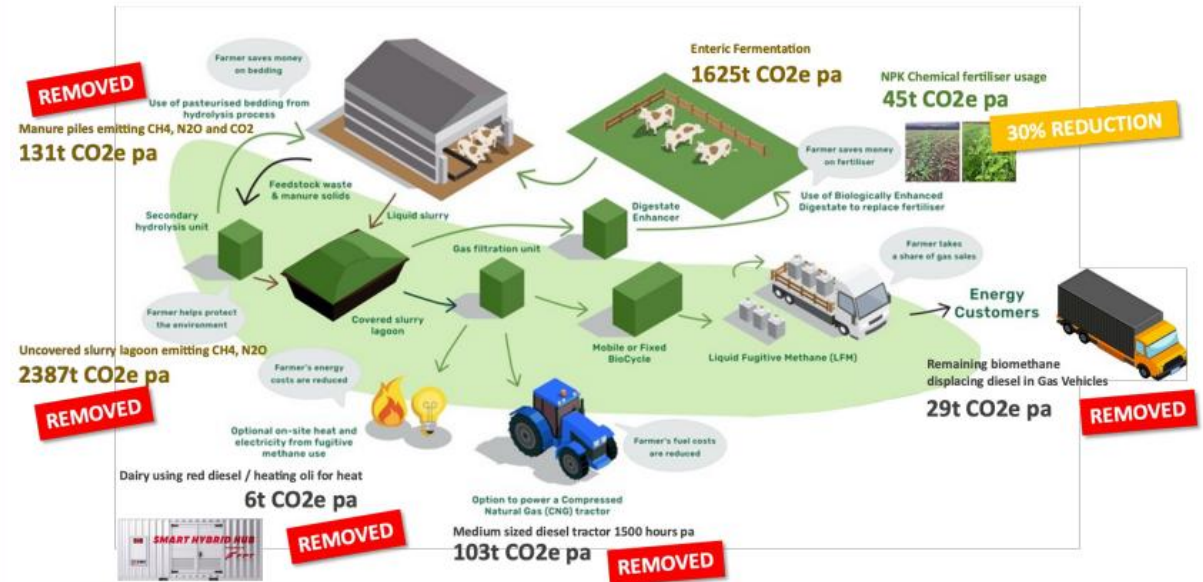 Farmer saves money
on bedding
REMOVED
Use of pasteurised bedding from
hydrolysis process
Manure piles emitting CH4, N2O and CO2
131t CO2e pa
Enteric Fermentation
1625t CO2e pa
NPK Chemical fertiliser usage
45t CO2e pa
30% REDUCTION
Farmer saves money
on fertiliser
Use of Biologically Enhanced
Digestate to replace fertiliser
Feedstock waste
& manure solids
Liquid slurry
Secondary
hydrolysis unit
Digestate
Enhancer
Gas filtration unit
Farmer takes
a share of gas sales
Farmer helps protect
the environment
Covered slurry
lagoon
Mobile or Fixed
BioCycle
Liquid Fugitive Methane (LFM)
Energy
Customers
Uncovered slurry lagoon emitting CH4, N2O
2387t CO2e pa
REMOVED
Remaining biomethane
displacing diesel in Gas Vehicles
29t CO2e pa
REMOVED
Farmer's energy
costs are reduced
Optional on-site heat and
electricity from fugitive
methane use
Farmer's fuel costs
are reduced
Dairy using red diesel / heating oli for heat
6t CO2e pa
REMOVED
Option to power a Compressed
Natural Gas (CNG) tractor
Medium sized diesel tractor 1500 hours pa
103t CO2e pa
REMOVED
SMART HYBRID HUB